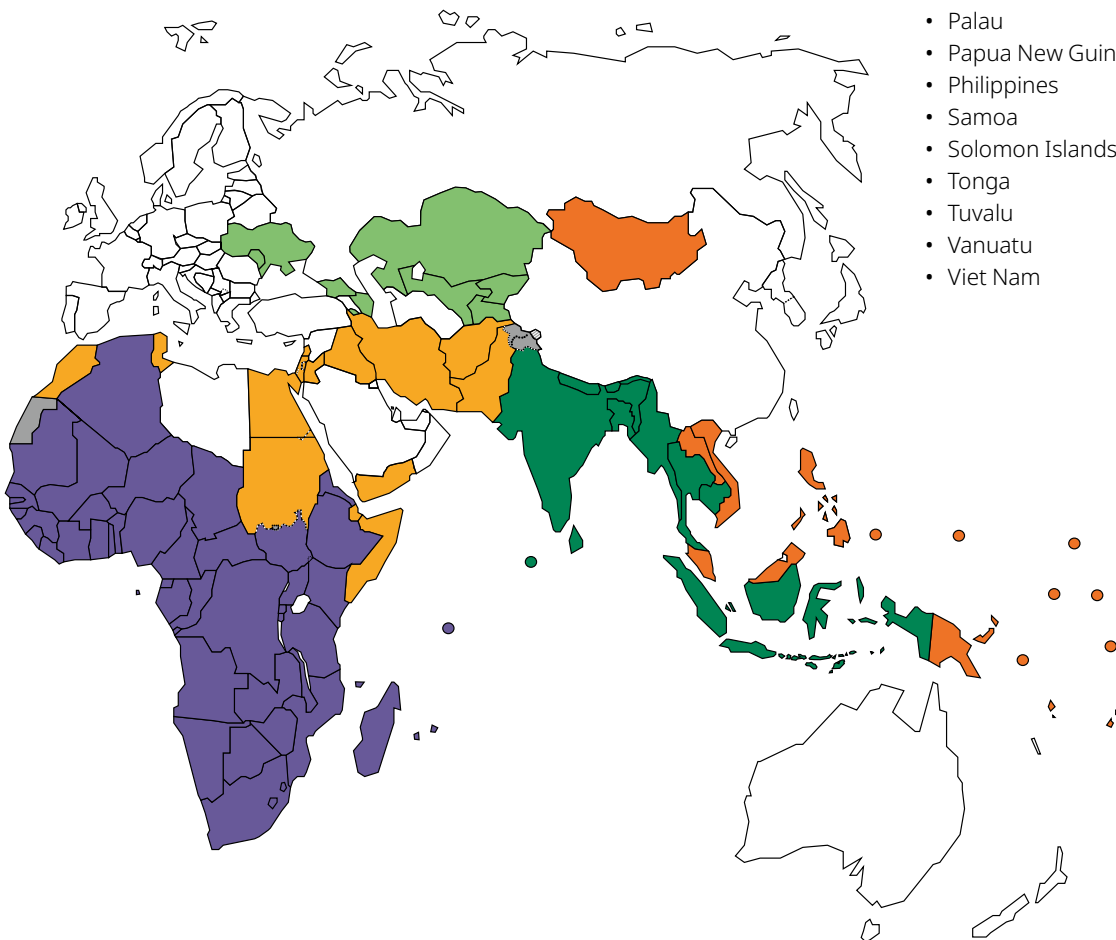 • Palau
• Papua New Guin
• Philippines
• Samoa
• Solomon Islands
• Tonga
• Tuvalu
• Vanuatu
• Viet Nam